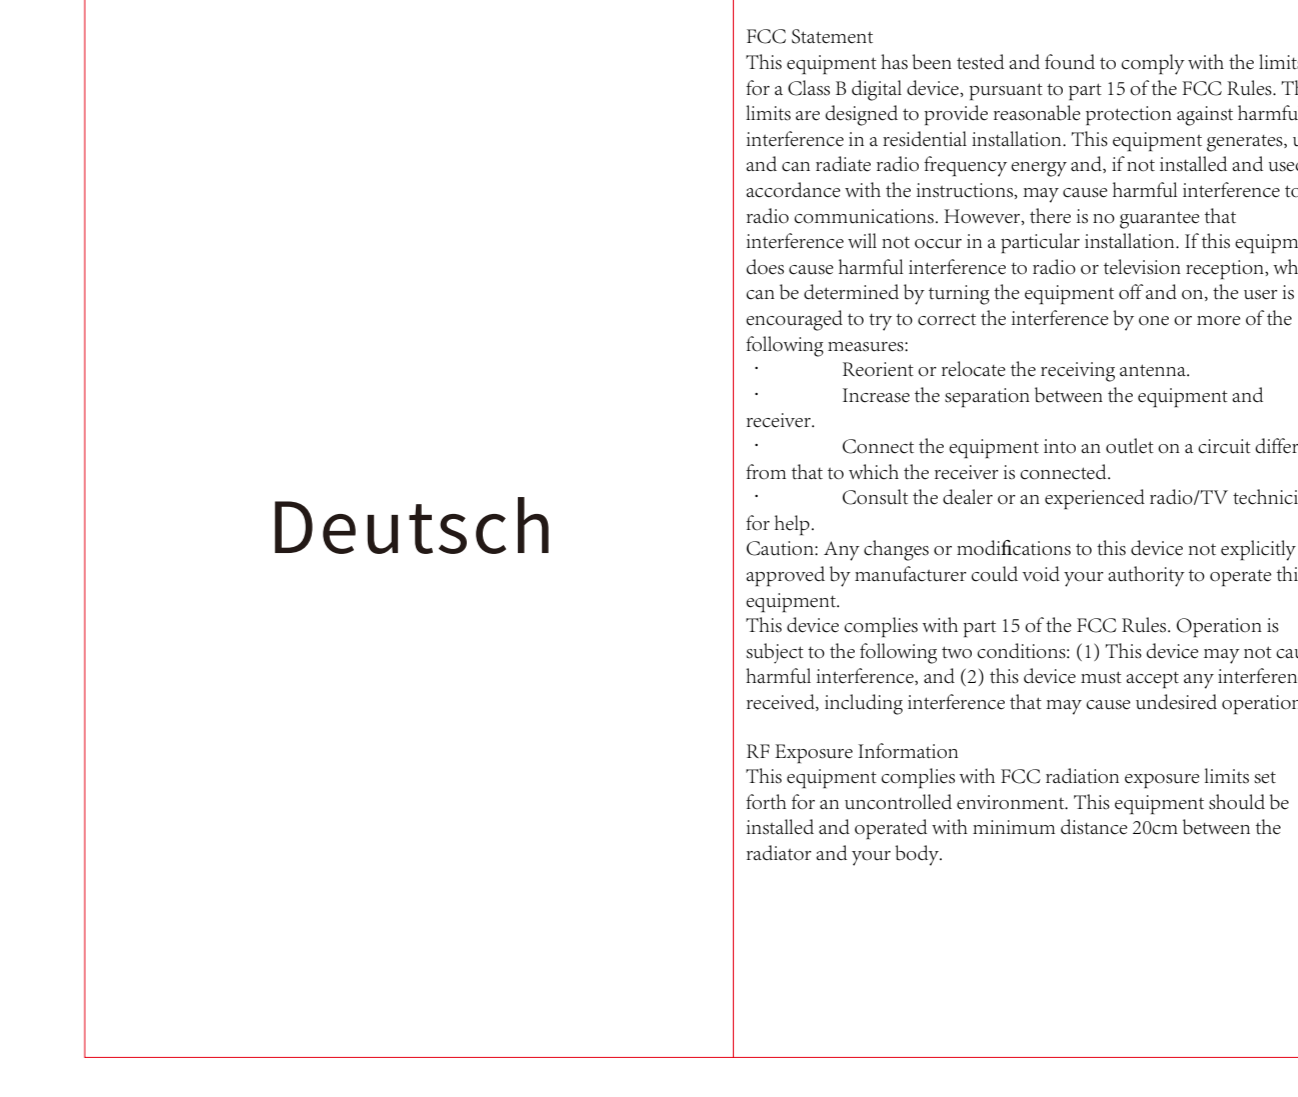 Deutsch
FCC Statement
This equipment has been tested and found to comply with the
for a Class B digital device, pursuant to part 15 of the FCC Rules.
limits are designed to provide reasonable protection against
interference in a residential installation. This equipment generates,
and can radiate radio frequency energy and, if not installed and
accordance with the instructions, may cause harmful interference to
radio communications. However, there is no guarantee that
interference will not occur in a particular installation. If this
does cause harmful interference to radio or television reception,
can be determined by turning the equipment off and on, the user is
encouraged to try to correct the interference by one or more of the
following measures:
· Reorient or relocate the receiving antenna.
· Increase the separation between the equipment and
receiver.
· Connect the equipment into an outlet on a circuit
from that to which the receiver is connected.
· Consult the dealer or an experienced radio/TV
for help.
Caution: Any changes or modifications to this device not explicitly
approved by manufacturer could void your authority to operate
equipment.
This device complies with part 15 of the FCC Rules. Operation is
subject to the following two conditions: (1) This device may not
harmful interference, and (2) this device must accept any
received, including interference that may cause undesired
RF Exposure Information
This equipment complies with FCC radiation exposure limits set
forth for an uncontrolled environment. This equipment should be
installed and operated with minimum distance 20cm between the
radiator and your body.